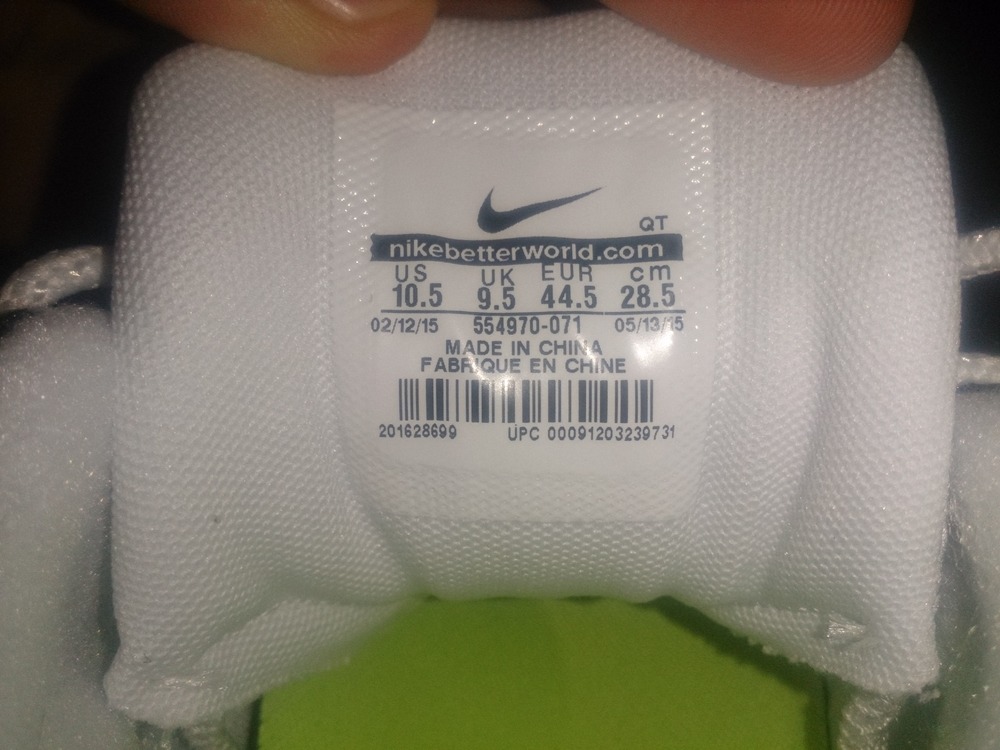 QT
nikebetterworld.com
US UK EUR cm
10.5 9.5 44.5 28.5
02/12/15 554970-071 05/13/15
MADE IN CHINA
FABRIQUE EN CHINE
201628699 UPC 00091203239731